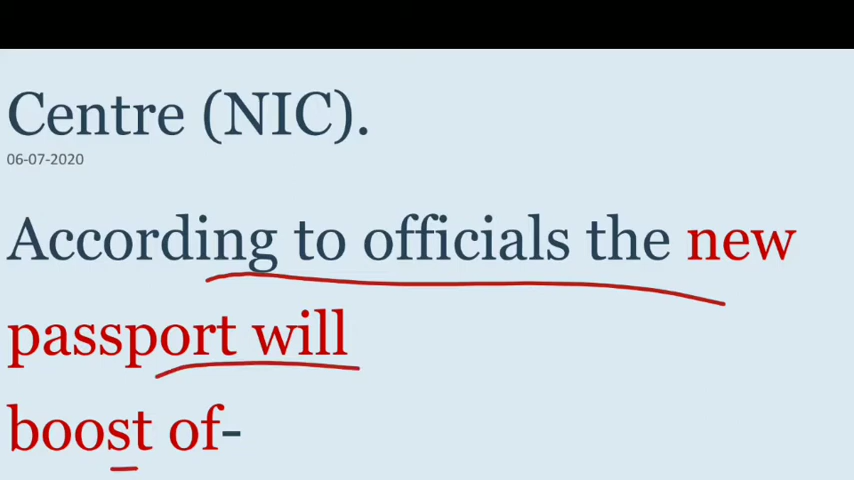 Centre (NIC).
06-07-2020
According to officials the new
passport will
boost of-